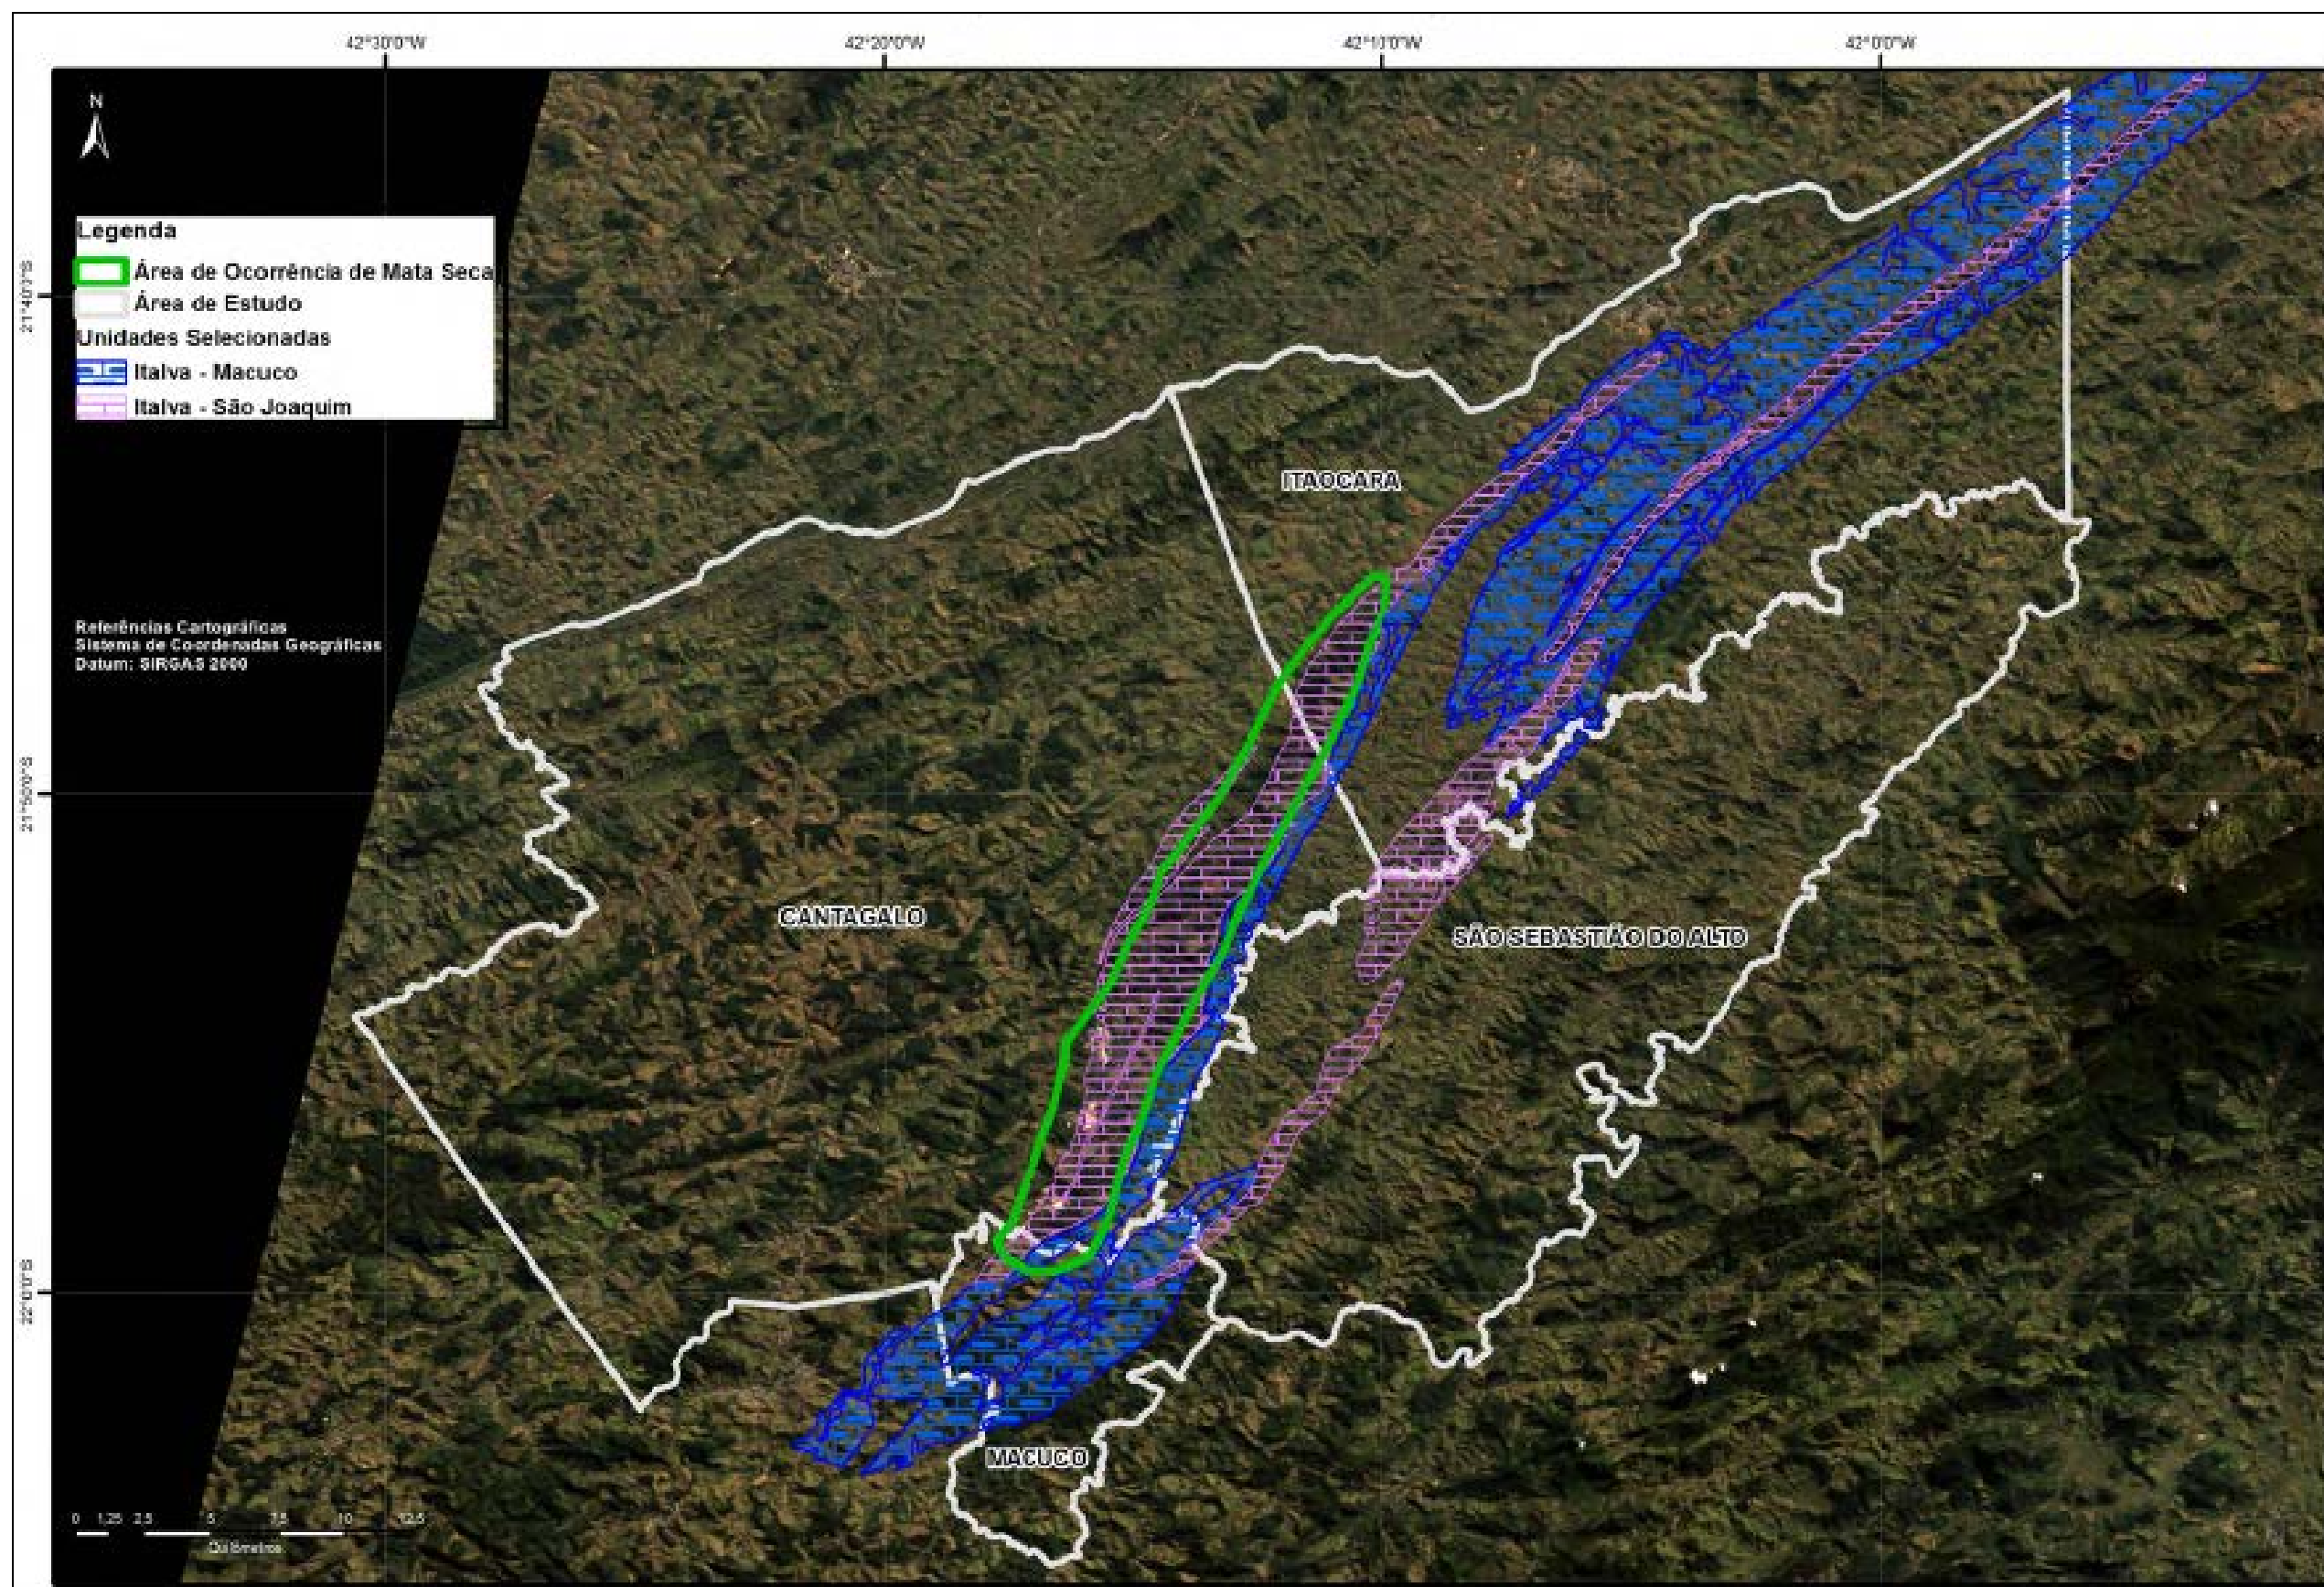 42°30'0"W 42°20'0"W 42°10'0"W 42°0'0"W
N
Legenda
Área de Ocorrência de Mata Seca
Área de Estudo
Unidades Selecionadas
Italva - Macuco
Italva - São Joaquim
21°40'0"S
ITAOCARA
Referências Cartográficas
Sistema de Coordenadas Geográficas
Datum: SIRGAS 2000
21°50'0"S
CANTAGALO
SÃO SEBASTIÃO DO ALTO
22°0'0"S
MACUCO
0 1,25 2,5 5 7,5 10 12,5
Quilômetros